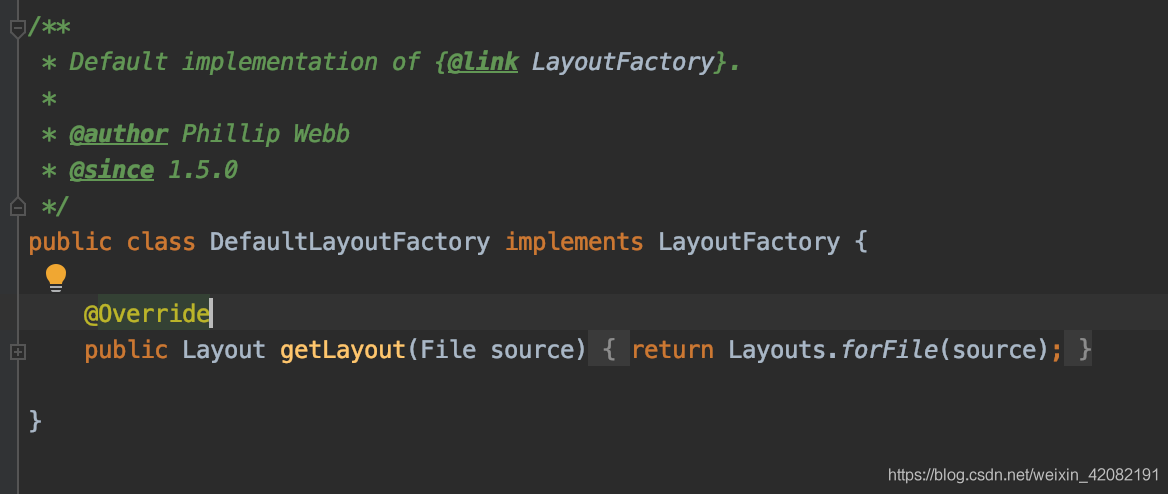 /**
 * Default implementation of {@link LayoutFactory}.
 *
 * @author Phillip Webb
 * @since 1.5.0
 */
public class DefaultLayoutFactory implements LayoutFactory {
    @Override
    public Layout getLayout(File source) { return Layouts.forFile(source); }
}
https://blog.csdn.net/weixin_42082191